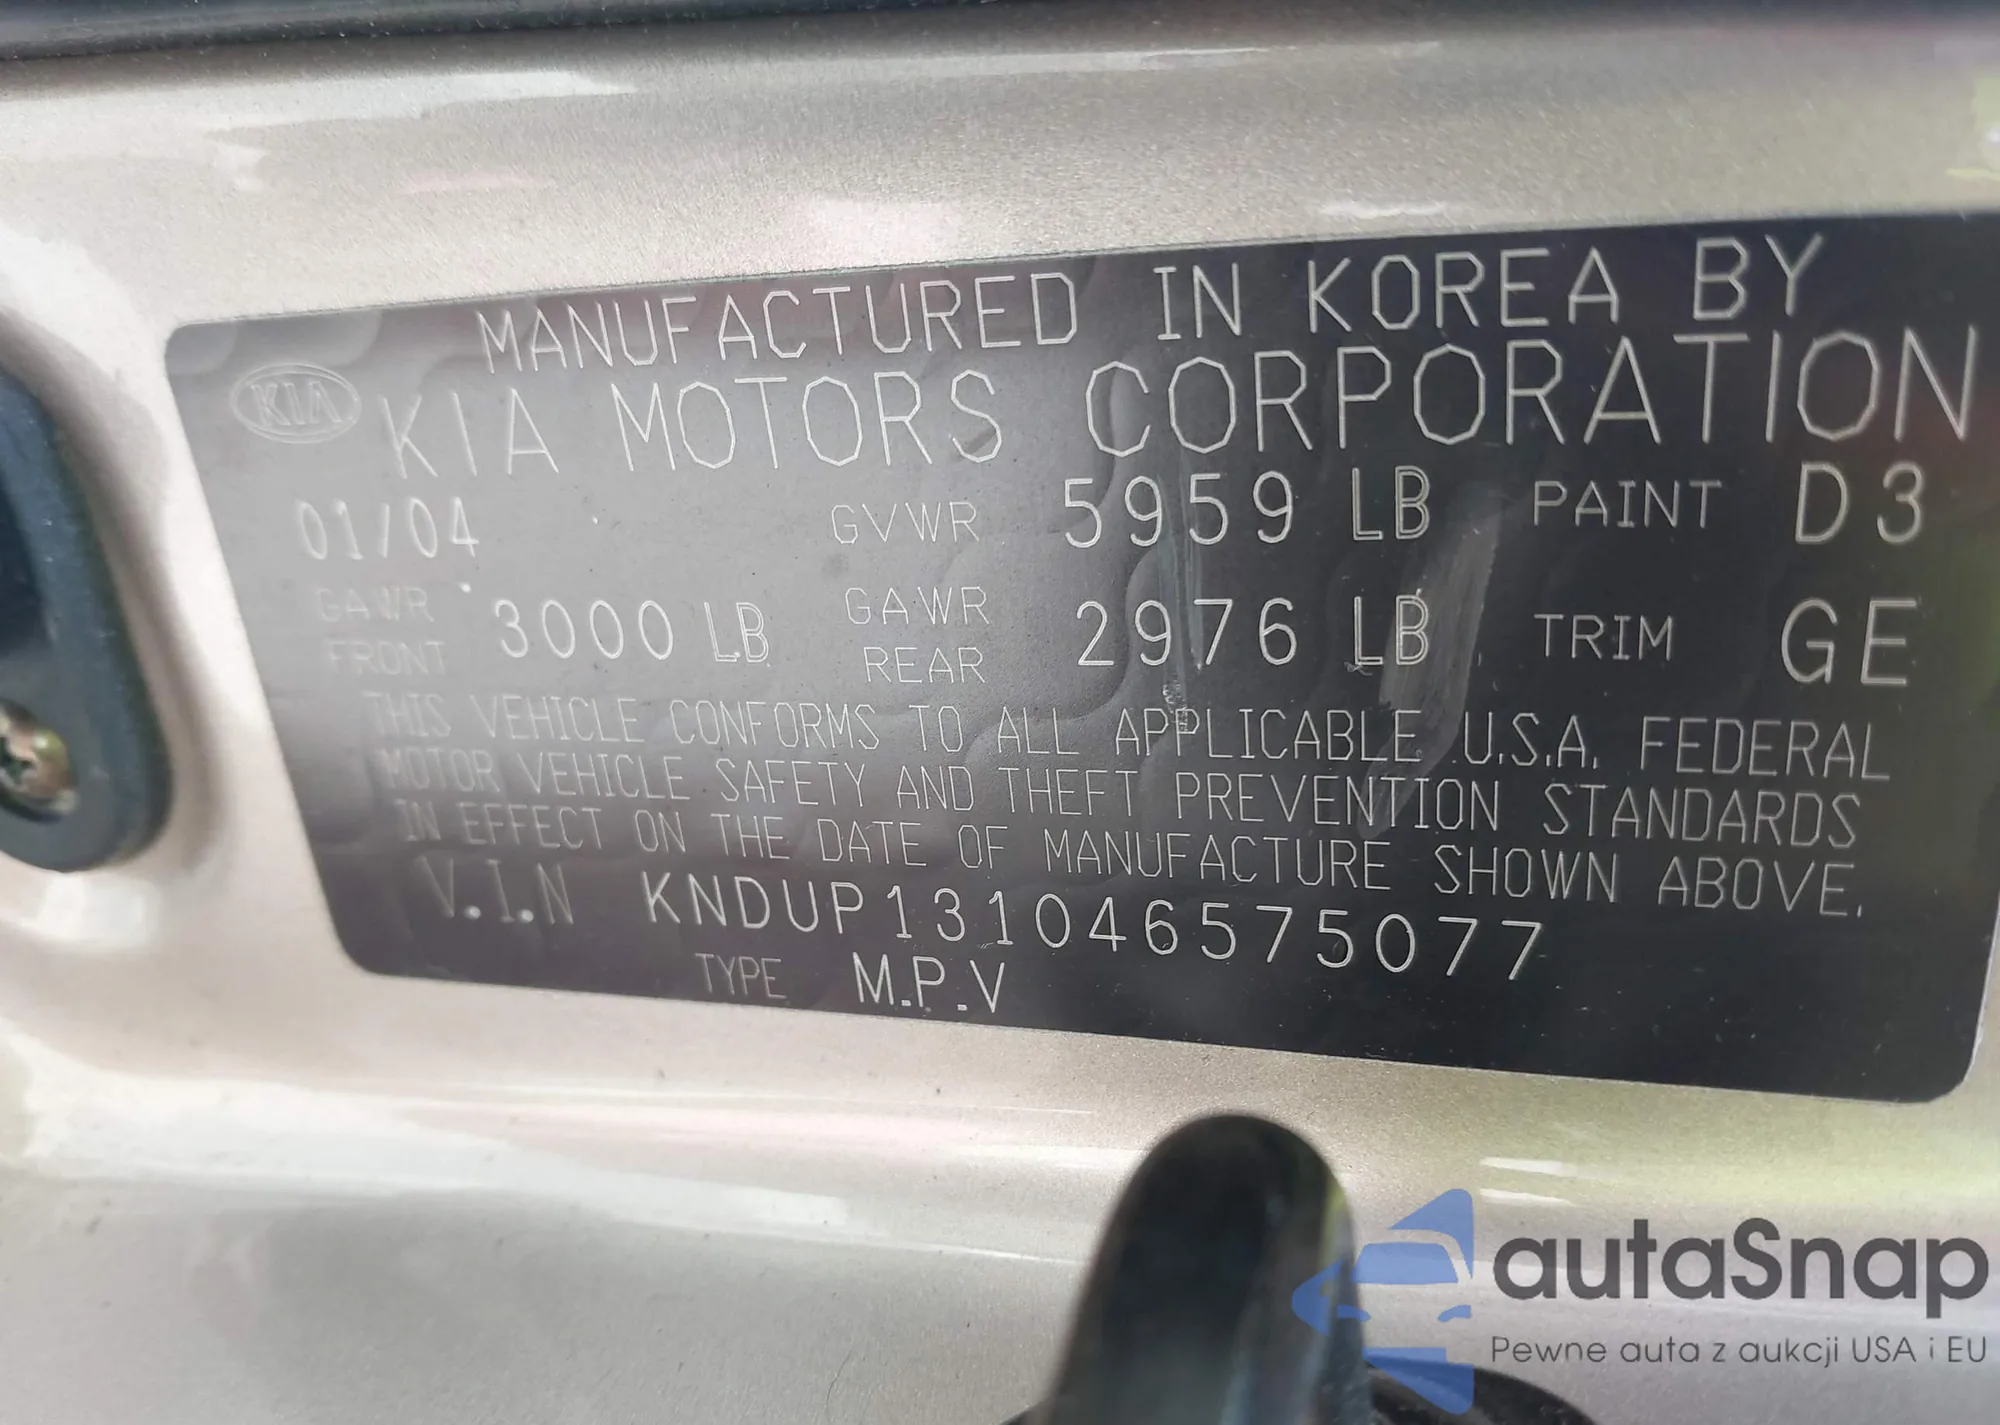 MANUFACTURED IN KOREA BY
KIA KIA MOTORS CORPORATION
01/04 GVWR 5959 LB PAINT D3
GAWR FRONT 3000 LB GAWR REAR 2976 LB TRIM GE
THIS VEHICLE CONFORMS TO ALL APPLICABLE U.S.A. FEDERAL
MOTOR VEHICLE SAFETY AND THEFT PREVENTION STANDARDS
IN EFFECT ON THE DATE OF MANUFACTURE SHOWN ABOVE.
V.I.N KNDUP131046575077
TYPE M.P.V
autaSnap
Pewne auta z aukcji USA i EU